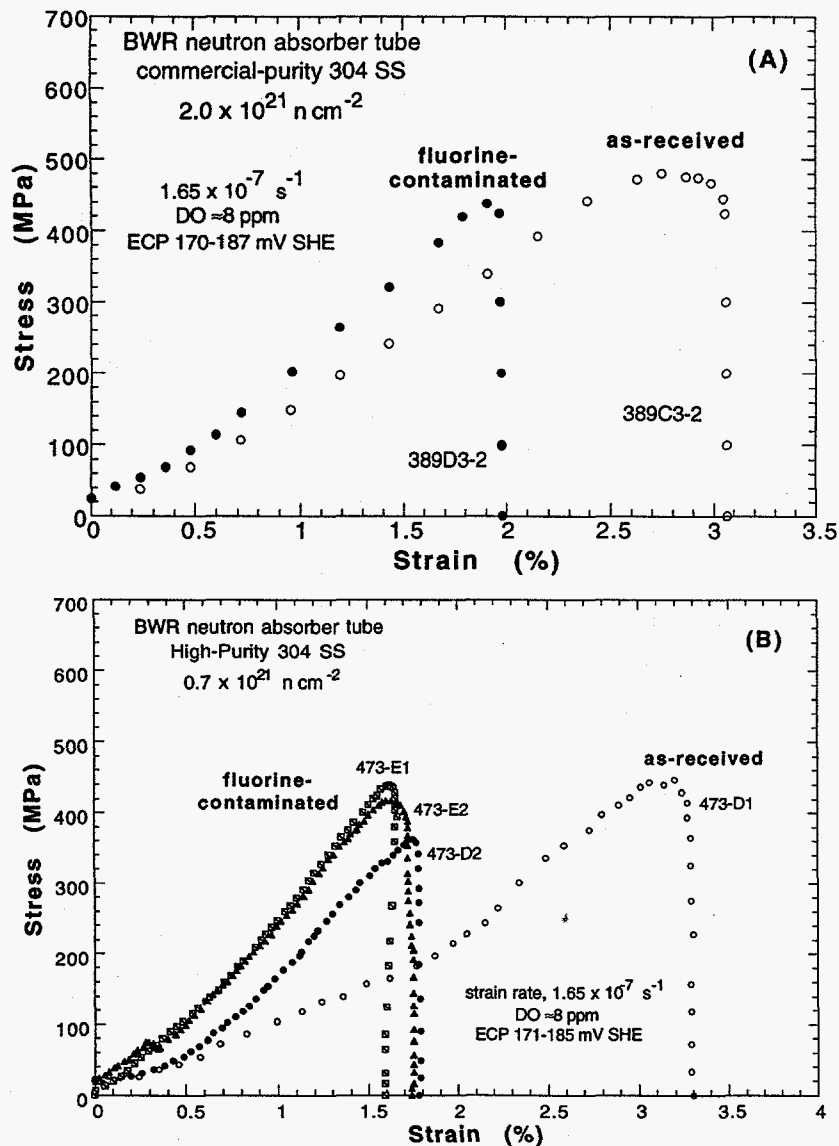 BWR neutron absorber tube
commercial-purity 304 SS
2.0 x 10²¹ n cm⁻²
(A)
as-received
fluorine-
contaminated
1.65 x 10⁻⁷ s⁻¹
DO ≈8 ppm
ECP 170-187 mV SHE
389C3-2
389D3-2
Stress (MPa)
700
600
500
400
300
200
100
0
0 0.5 1 1.5 2 2.5 3 3.5
Strain (%)
BWR neutron absorber tube
High-Purity 304 SS
0.7 x 10²¹ n cm⁻²
(B)
fluorine-
contaminated
473-E1
473-E2
473-D2
as-received
473-D1
strain rate, 1.65 x 10⁻⁷ s⁻¹
DO ≈8 ppm
ECP 171-185 mV SHE
Stress (MPa)
700
600
500
400
300
200
100
0
0 0.5 1 1.5 2 2.5 3 3.5 4
Strain (%)